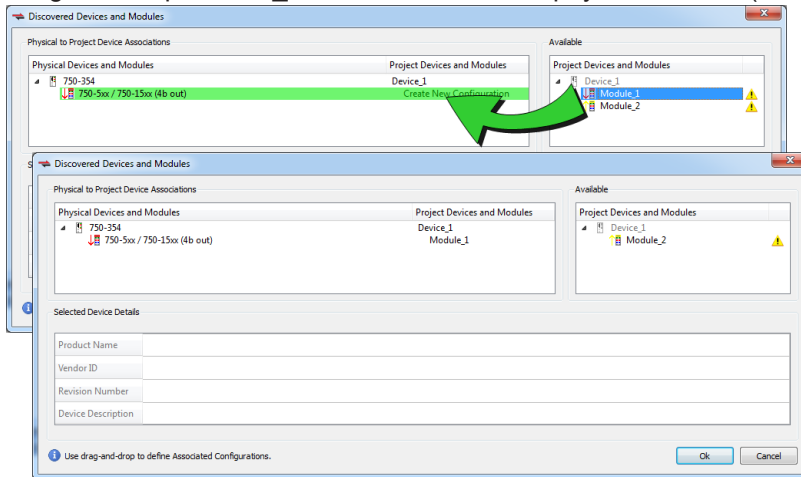 Discovered Devices and Modules
Physical to Project Device Associations
Available
Physical Devices and Modules Project Devices and Modules
Project Devices and Modules
750-354 Device_1
Device_1
750-5xx / 750-15xx (4b out) Create New Configuration
Module_1
Module_2
Discovered Devices and Modules
Physical to Project Device Associations
Available
Physical Devices and Modules Project Devices and Modules
Project Devices and Modules
750-354 Device_1
Device_1
750-5xx / 750-15xx (4b out) Module_1
Module_2
Selected Device Details
Product Name
Vendor ID
Revision Number
Device Description
Use drag-and-drop to define Associated Configurations.
Ok Cancel